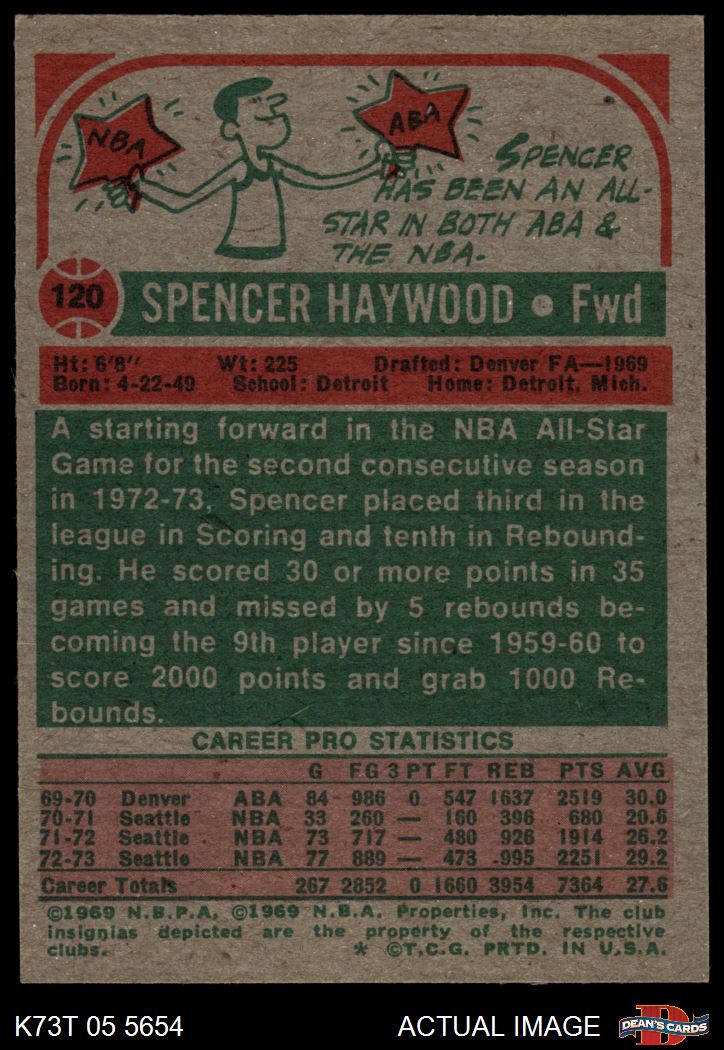 NBA
ABA
SPENCER
HAS BEEN AN ALL-
STAR IN BOTH ABA &
THE NBA.
120
SPENCER HAYWOOD • Fwd
Ht: 6'8" Wt: 225 Drafted: Denver FA—1969
Born: 4-22-49 School: Detroit Home: Detroit, Mich.
A starting forward in the NBA All-Star
Game for the second consecutive season
in 1972-73, Spencer placed third in the
league in Scoring and tenth in Rebound-
ing. He scored 30 or more points in 35
games and missed by 5 rebounds be-
coming the 9th player since 1959-60 to
score 2000 points and grab 1000 Re-
bounds.
CAREER PRO STATISTICS
G FG 3 PT FT REB PTS AVG
69-70 Denver ABA 84 986 0 547 1637 2519 30.0
70-71 Seattle NBA 33 260 — 160 396 680 20.6
71-72 Seattle NBA 73 717 — 480 926 1914 26.2
72-73 Seattle NBA 77 889 — 473 -995 2251 29.2
Career Totals 267 2852 0 1660 3954 7364 27.6
©1969 N.B.P.A. ©1969 N.B.A. Properties, Inc. The club
insignias depicted are the property of the respective
clubs. * ©T.C.G. PRTD. IN U.S.A.
K73T 05 5654 ACTUAL IMAGE
D
DEAN'S CARDS